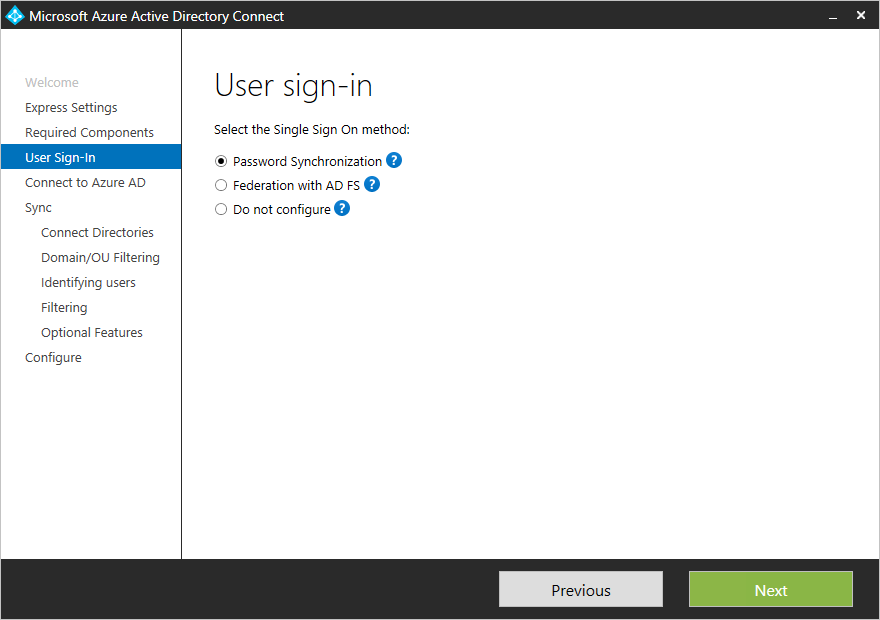 Microsoft Azure Active Directory Connect
Welcome
Express Settings
Required Components
User Sign-In
Connect to Azure AD
Sync
Connect Directories
Domain/OU Filtering
Identifying users
Filtering
Optional Features
Configure
User sign-in
Select the Single Sign On method:
Password Synchronization ?
Federation with AD FS ?
Do not configure ?
Previous
Next